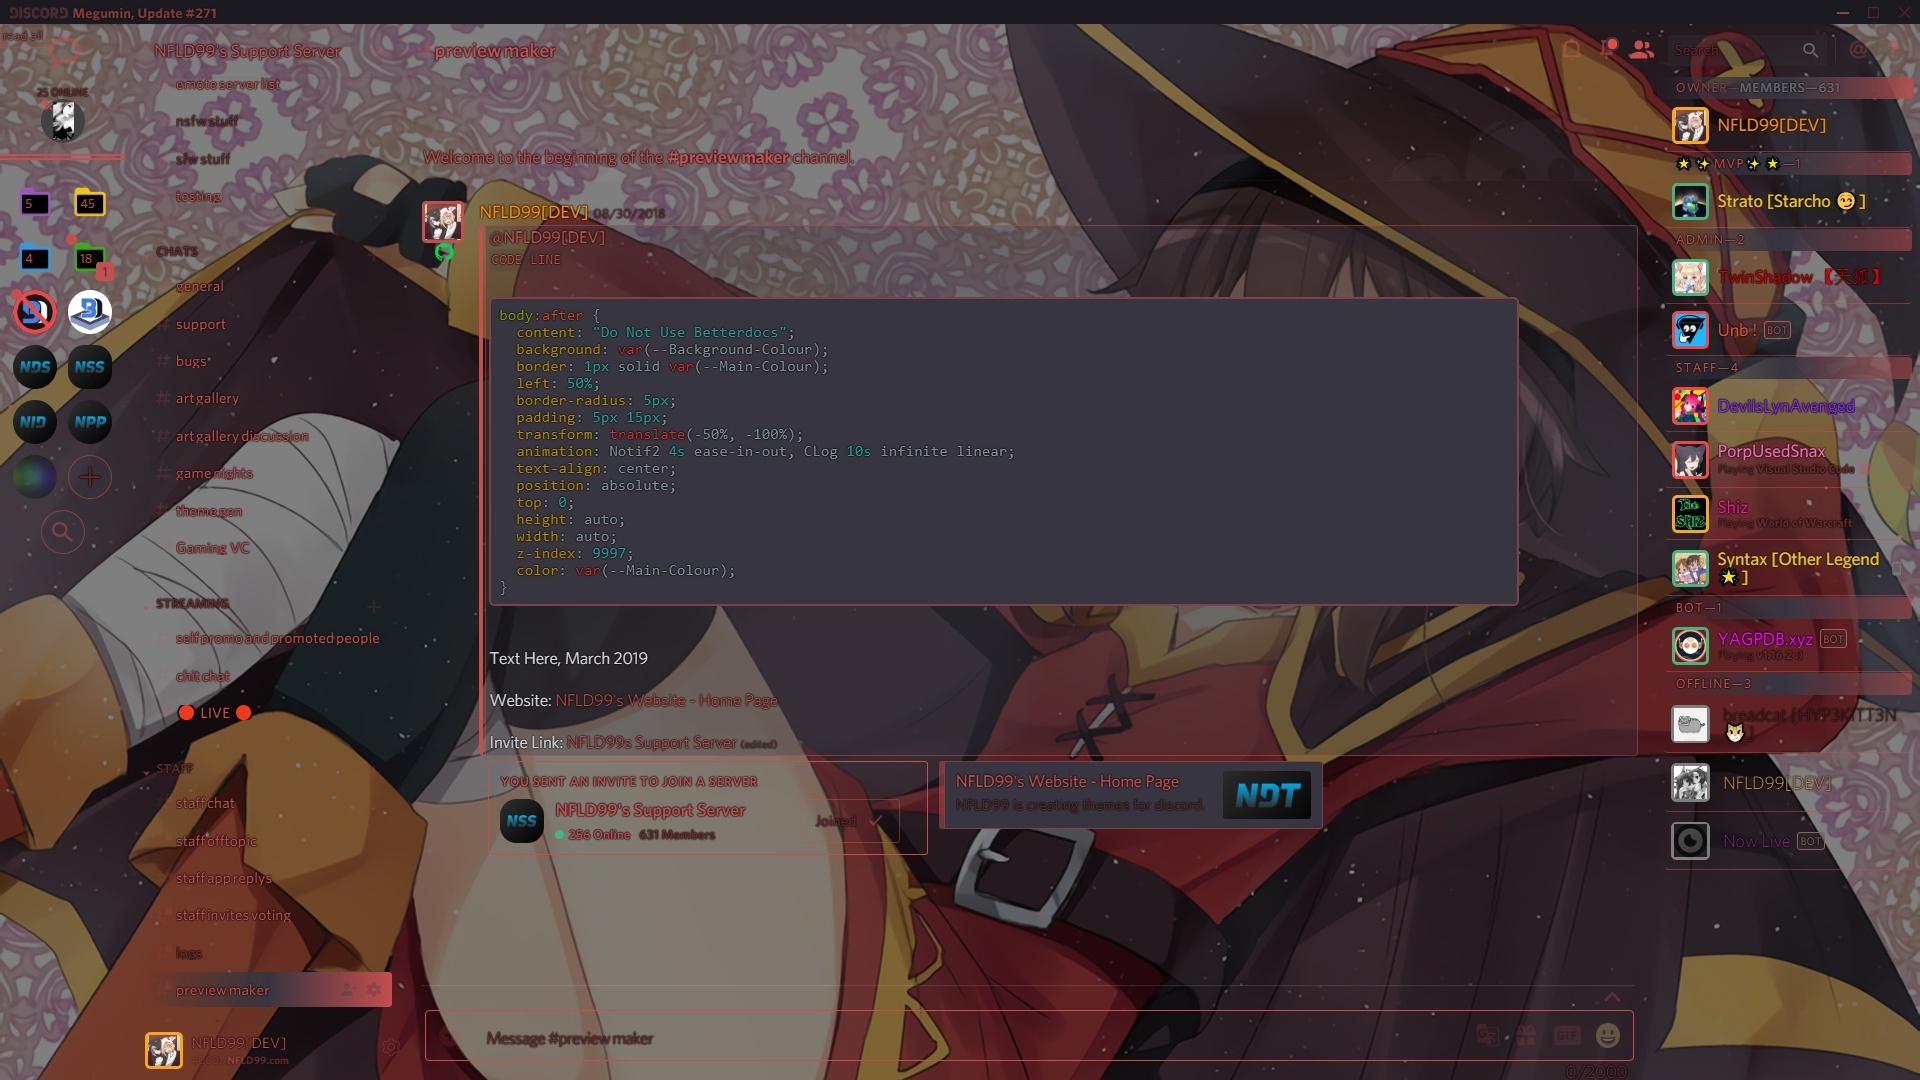 DISCORD Megumin, Update #271
read all
25 ONLINE
5
45
4
18
1
NDS
NSS
NID
NPP
NFLD99's Support Server
emote server list
nsfw stuff
sfw stuff
testing
CHATS
general
support
bugs
art gallery
art gallery discussion
game nights
theme gen
Gaming VC
STREAMING
self promo and promoted people
chit chat
LIVE
STAFF
staff chat
staff offtopic
staff app replys
staff invites voting
logs
preview maker
NFLD99[DEV]
NFLD99.com
preview maker
Search
Welcome to the beginning of the #preview maker channel.
NFLD99[DEV] 08/30/2018
@NFLD99[DEV]
CODE LINE
body:after {
content: "Do Not Use Betterdocs";
background: var(--Background-Colour);
border: 1px solid var(--Main-Colour);
left: 50%;
border-radius: 5px;
padding: 5px 15px;
transform: translate(-50%, -100%);
animation: Notif2 4s ease-in-out, CLog 10s infinite linear;
text-align: center;
position: absolute;
top: 0;
height: auto;
width: auto;
z-index: 9997;
color: var(--Main-Colour);
}
Text Here, March 2019
Website: NFLD99's Website - Home Page
Invite Link: NFLD99s Support Server (edited)
YOU SENT AN INVITE TO JOIN A SERVER
NSS
NFLD99's Support Server
256 Online 631 Members
Joined
NFLD99's Website - Home Page
NFLD99 is creating themes for discord.
NDT
Message #preview maker
GIF
0/2000
OWNER—MEMBERS—631
NFLD99[DEV]
MVP—1
Strato [Starcho ]
ADMIN—2
TwinShadow 【天狐】
Unb ! BOT
STAFF—4
DevilsLynAvenged
PorpUsedSnax
Playing Visual Studio Code
Shiz
Playing World of Warcraft
Syntax [Other Legend
]
BOT—1
YAGPDB.xyz BOT
Playing v1.16.2 :)
OFFLINE—3
breadcat [HYP3KITT3N
NFLD99[DEV]
Now Live BOT